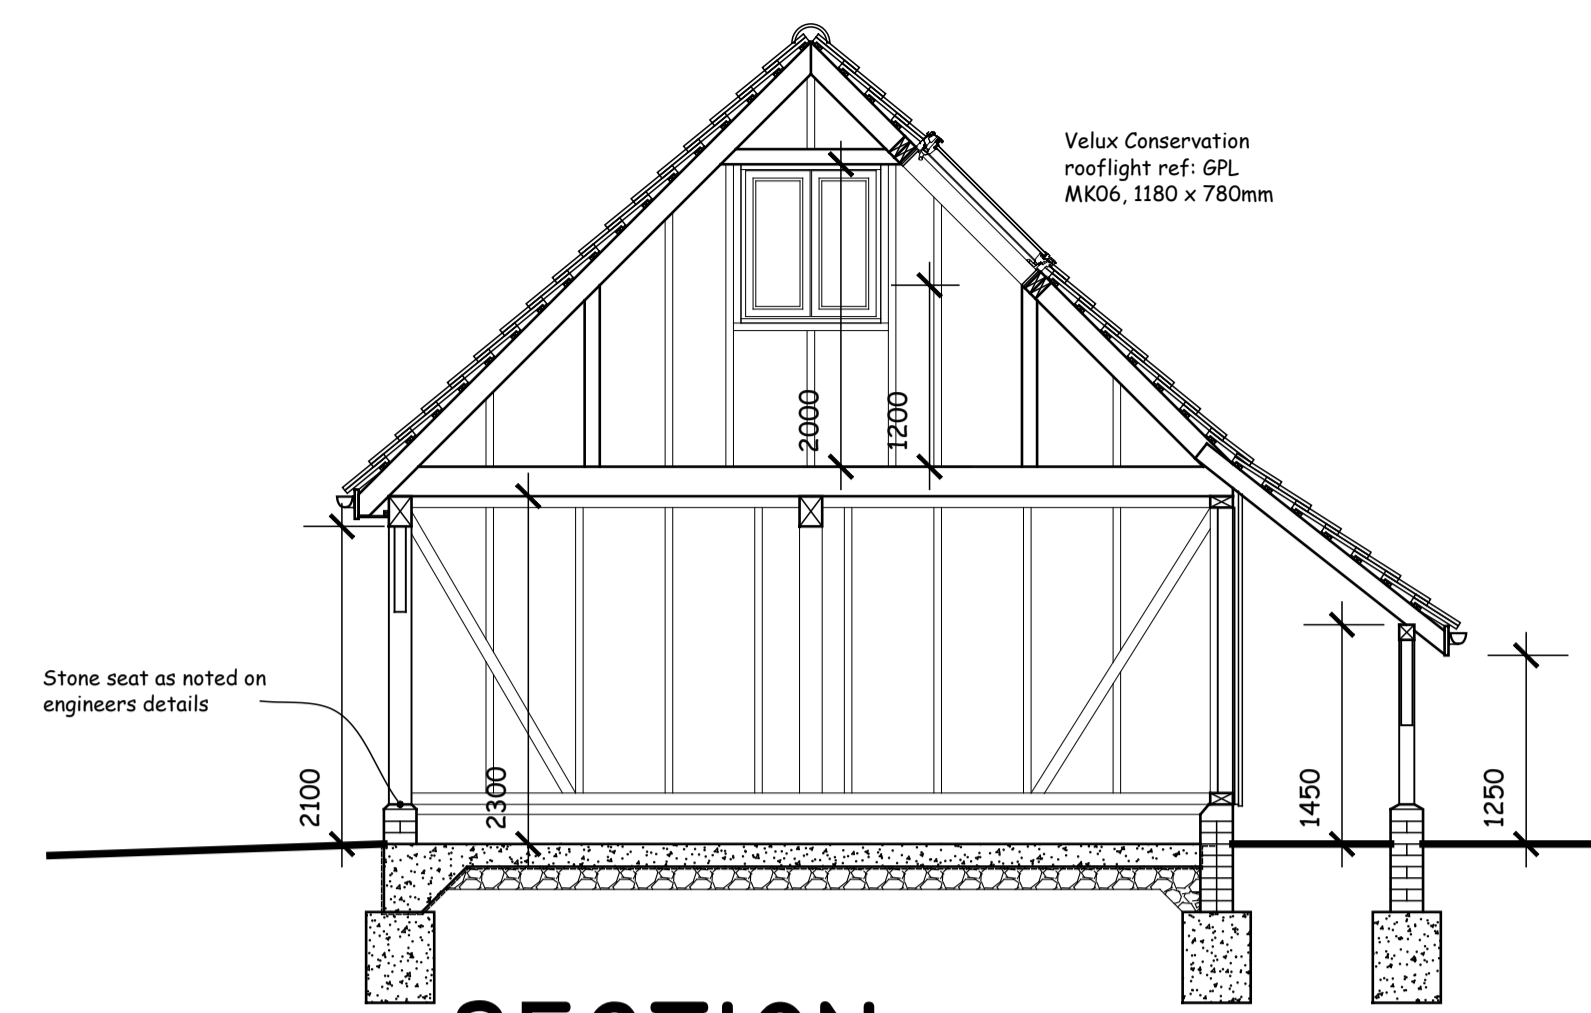 Velux Conservation
rooflight ref: GPL
MK06, 1180 x 780mm
2000
1200
Stone seat as noted on
engineers details
2100
2300
1450
1250
SECTION